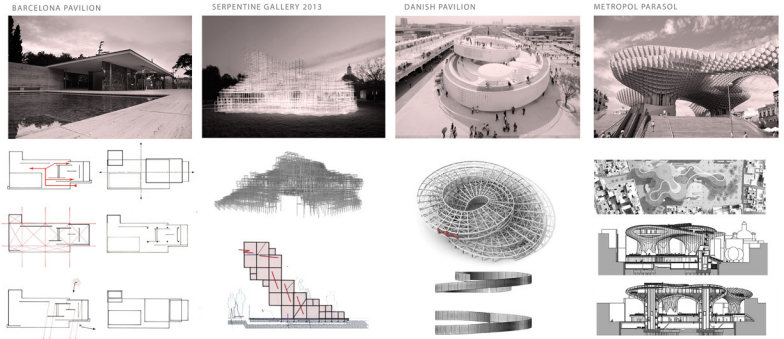 BARCELONA PAVILION
SERPENTINE GALLERY 2013
DANISH PAVILION
METROPOL PARASOL